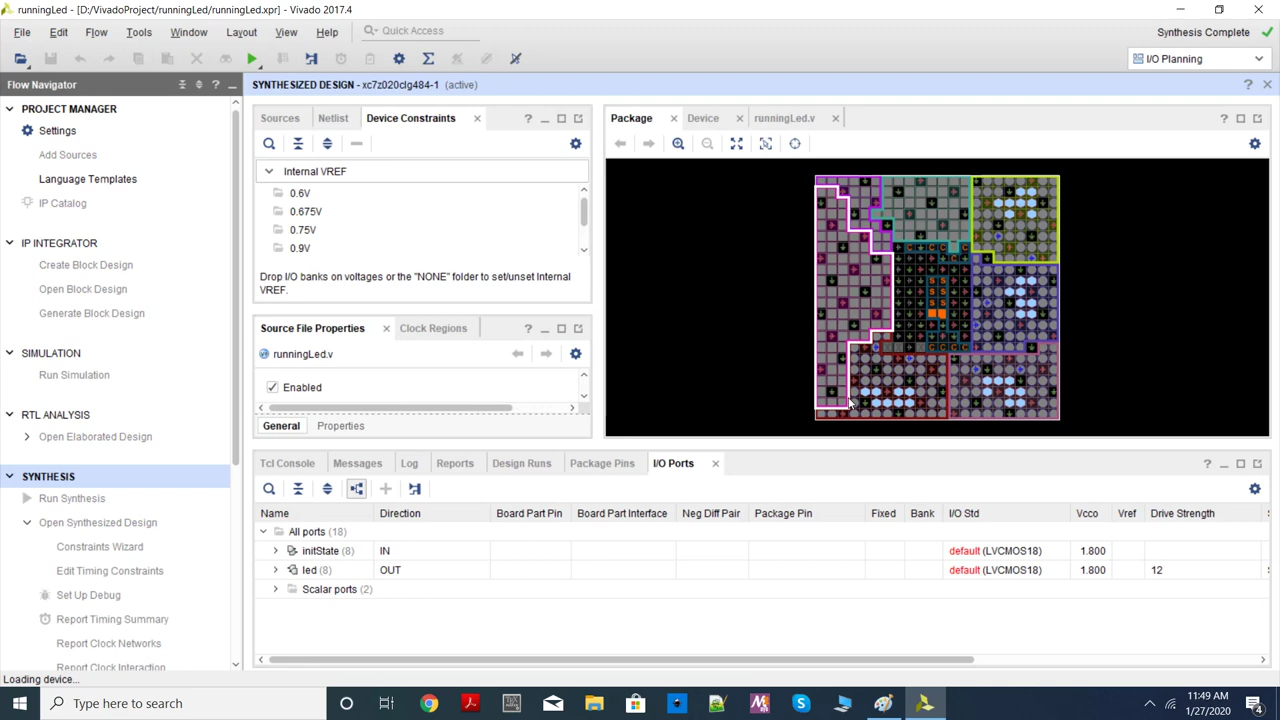 runningLed - [D:/VivadoProject/runningLed/runningLed.xpr] - Vivado 2017.4
File Edit Flow Tools Window Layout View Help Quick Access Synthesis Complete
I/O Planning
Flow Navigator
SYNTHESIZED DESIGN - xc7z020clg484-1 (active)
PROJECT MANAGER
Settings
Add Sources
Language Templates
IP Catalog
IP INTEGRATOR
Create Block Design
Open Block Design
Generate Block Design
SIMULATION
Run Simulation
RTL ANALYSIS
Open Elaborated Design
SYNTHESIS
Run Synthesis
Open Synthesized Design
Constraints Wizard
Edit Timing Constraints
Set Up Debug
Report Timing Summary
Report Clock Networks
Report Clock Interaction
Sources Netlist Device Constraints
Internal VREF
0.6V
0.675V
0.75V
0.9V
Drop I/O banks on voltages or the "NONE" folder to set/unset Internal
VREF.
Source File Properties Clock Regions
runningLed.v
Enabled
General Properties
Package Device runningLed.v
Tcl Console Messages Log Reports Design Runs Package Pins I/O Ports
Name Direction Board Part Pin Board Part Interface Neg Diff Pair Package Pin Fixed Bank I/O Std Vcco Vref Drive Strength
All ports (18)
initState (8) IN default (LVCMOS18) 1.800
led (8) OUT default (LVCMOS18) 1.800 12
Scalar ports (2)
Loading device...
Type here to search
11:49 AM
1/27/2020
4